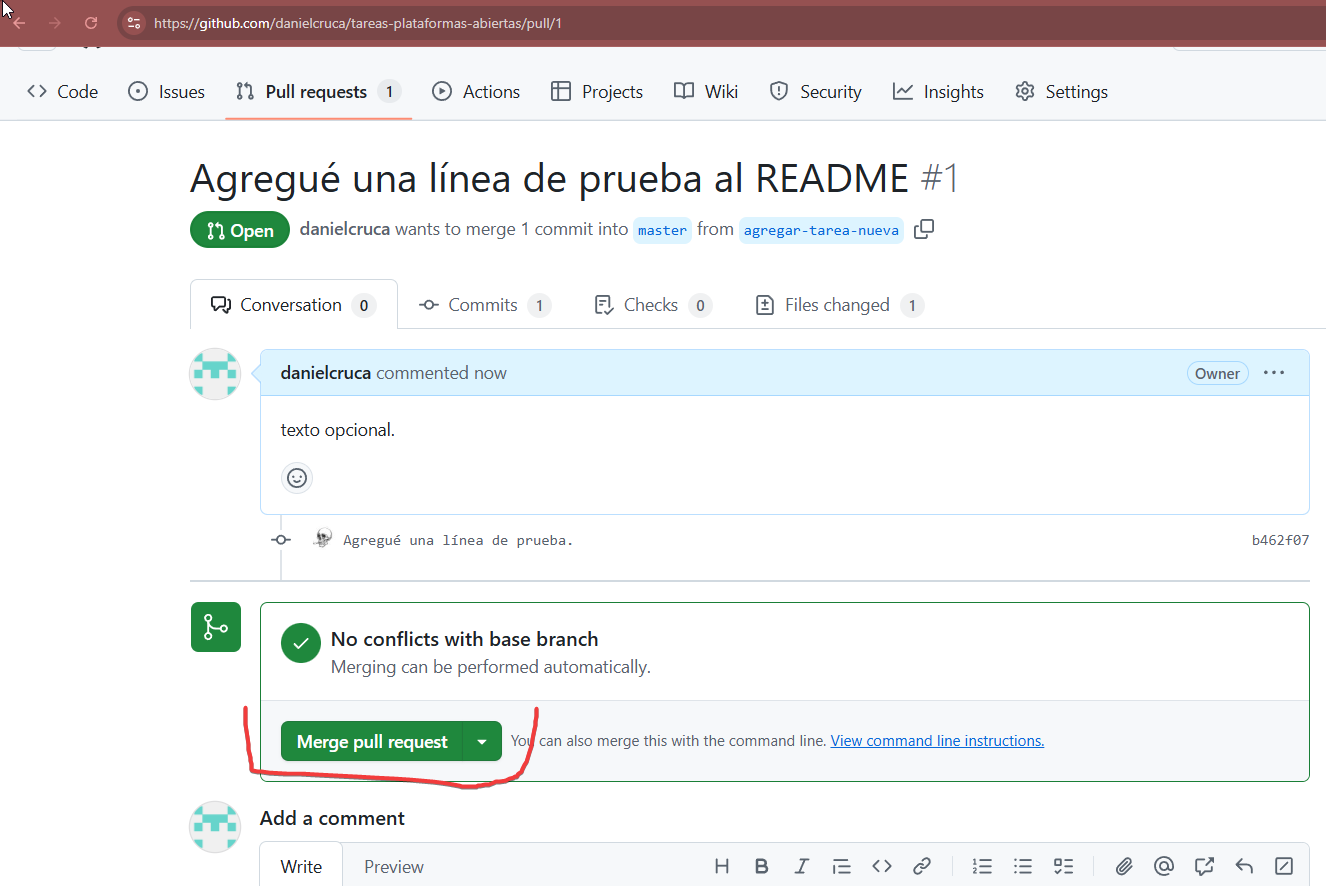 https://github.com/danielcruca/tareas-plataformas-abiertas/pull/1
Code Issues Pull requests 1 Actions Projects Wiki Security Insights Settings
Agregué una línea de prueba al README #1
Open danielcruca wants to merge 1 commit into master from agregar-tarea-nueva
Conversation 0 Commits 1 Checks 0 Files changed 1
danielcruca commented now Owner
texto opcional.
Agregué una línea de prueba. b462f07
No conflicts with base branch
Merging can be performed automatically.
Merge pull request You can also merge this with the command line. View command line instructions.
Add a comment
Write Preview H B I